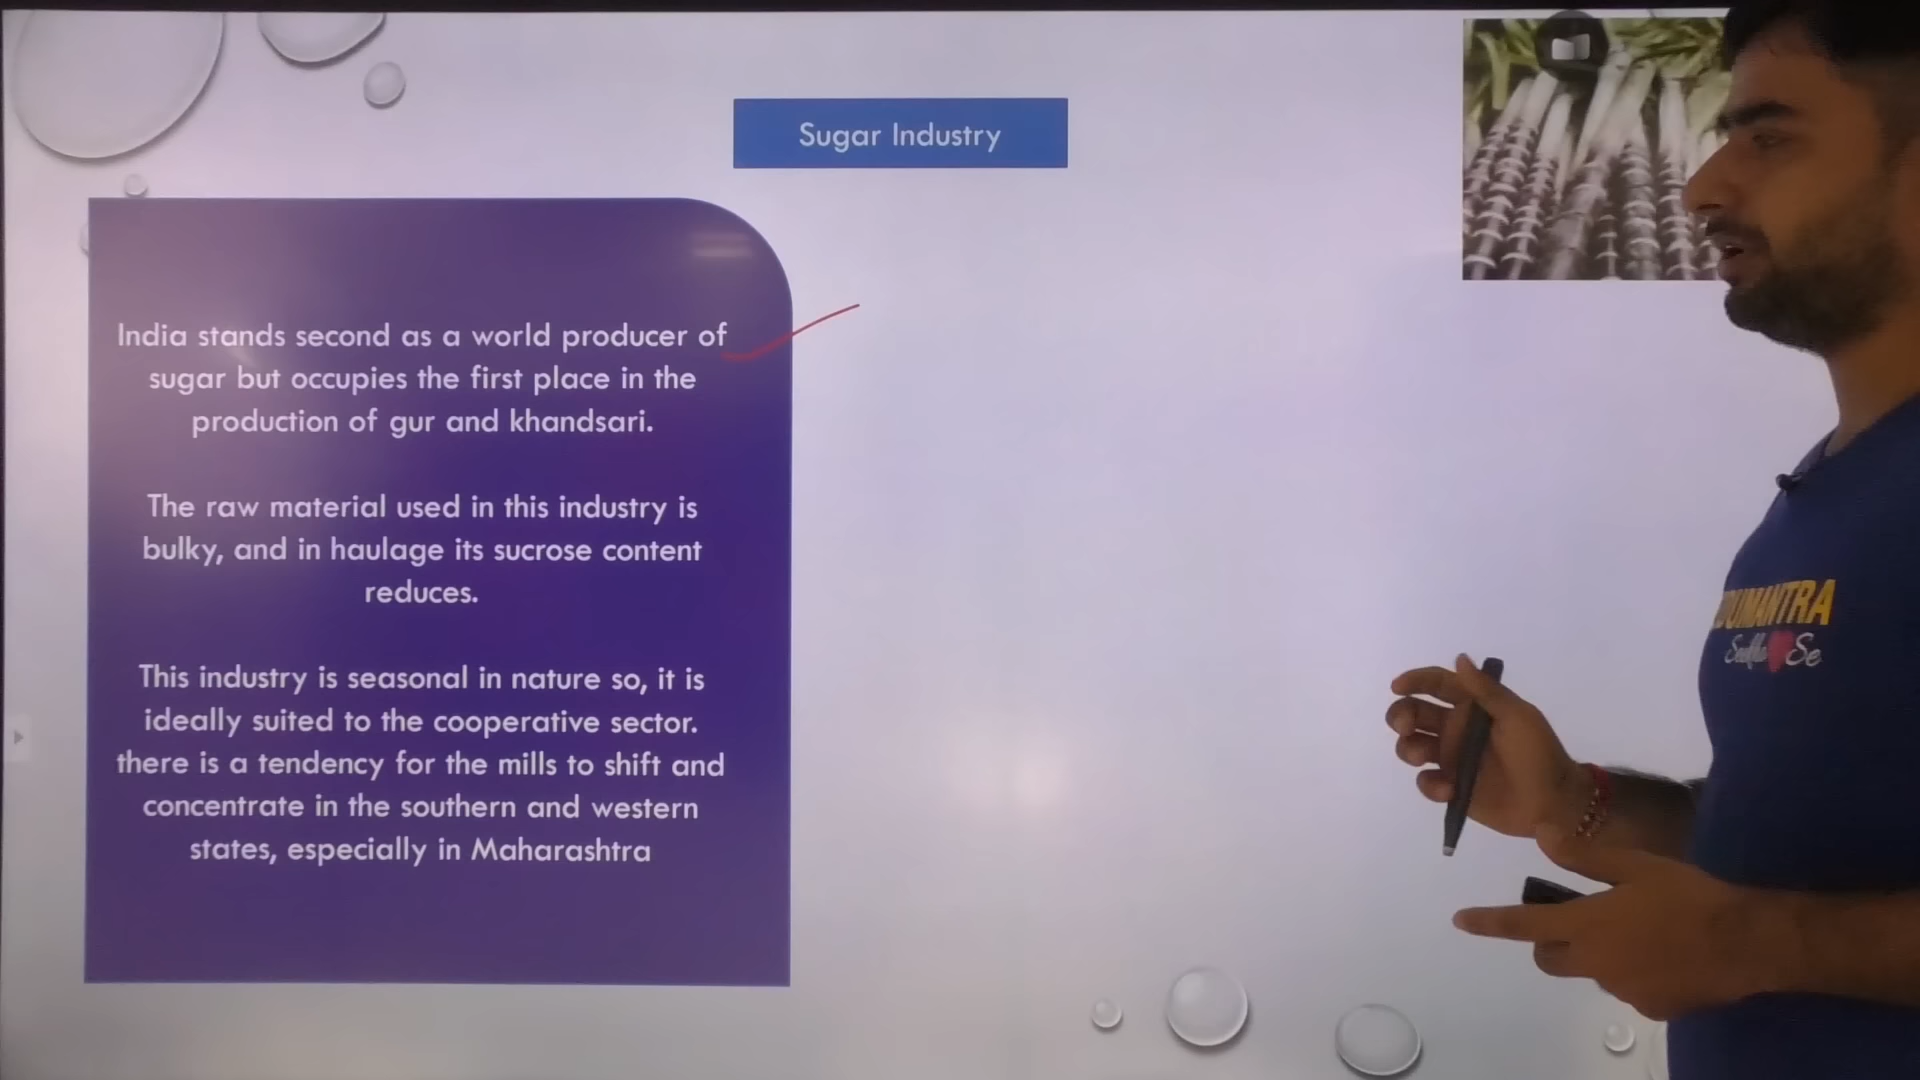 Sugar Industry
India stands second as a world producer of
sugar but occupies the first place in the
production of gur and khandsari.
The raw material used in this industry is
bulky, and in haulage its sucrose content
reduces.
This industry is seasonal in nature so, it is
ideally suited to the cooperative sector.
there is a tendency for the mills to shift and
concentrate in the southern and western
states, especially in Maharashtra
Se